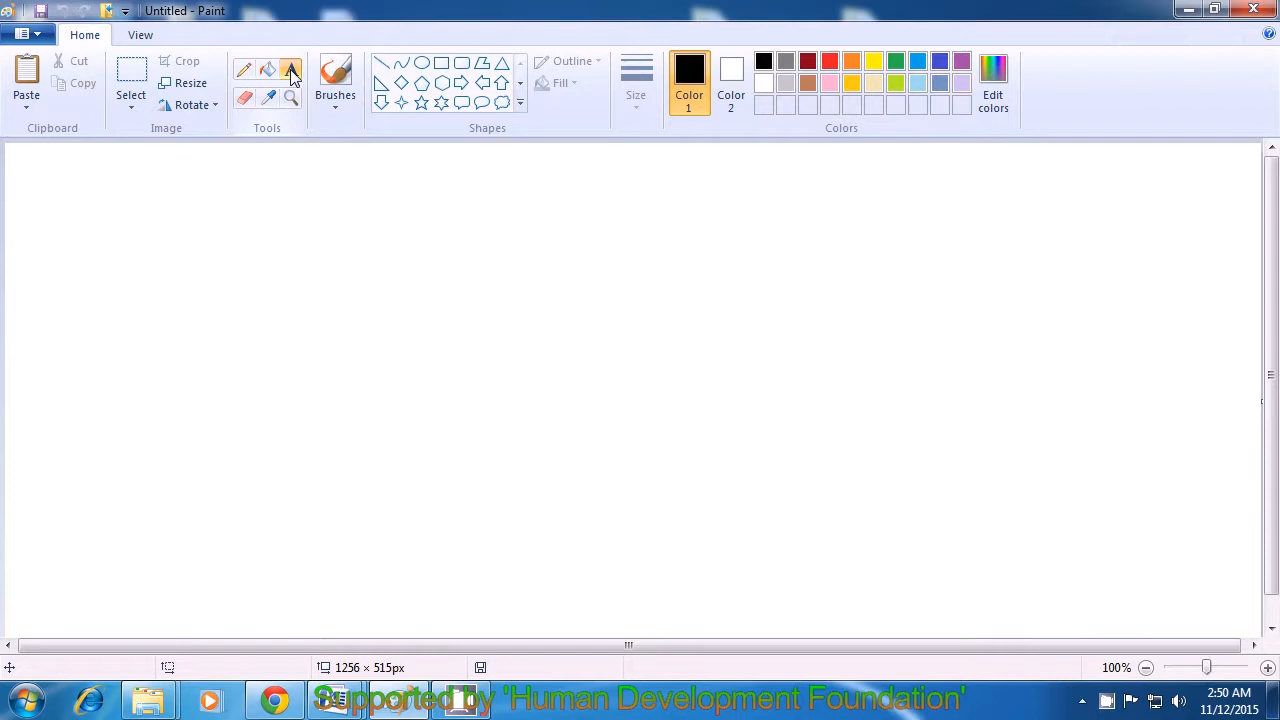 Untitled - Paint
Home View
Paste
Cut
Copy
Clipboard
Select
Crop
Resize
Rotate
Image
Tools
Brushes
Shapes
Outline
Fill
Size
Color 1
Color 2
Edit colors
Colors
1256 × 515px
100%
Supported by 'Human Development Foundation'
2:50 AM
11/12/2015